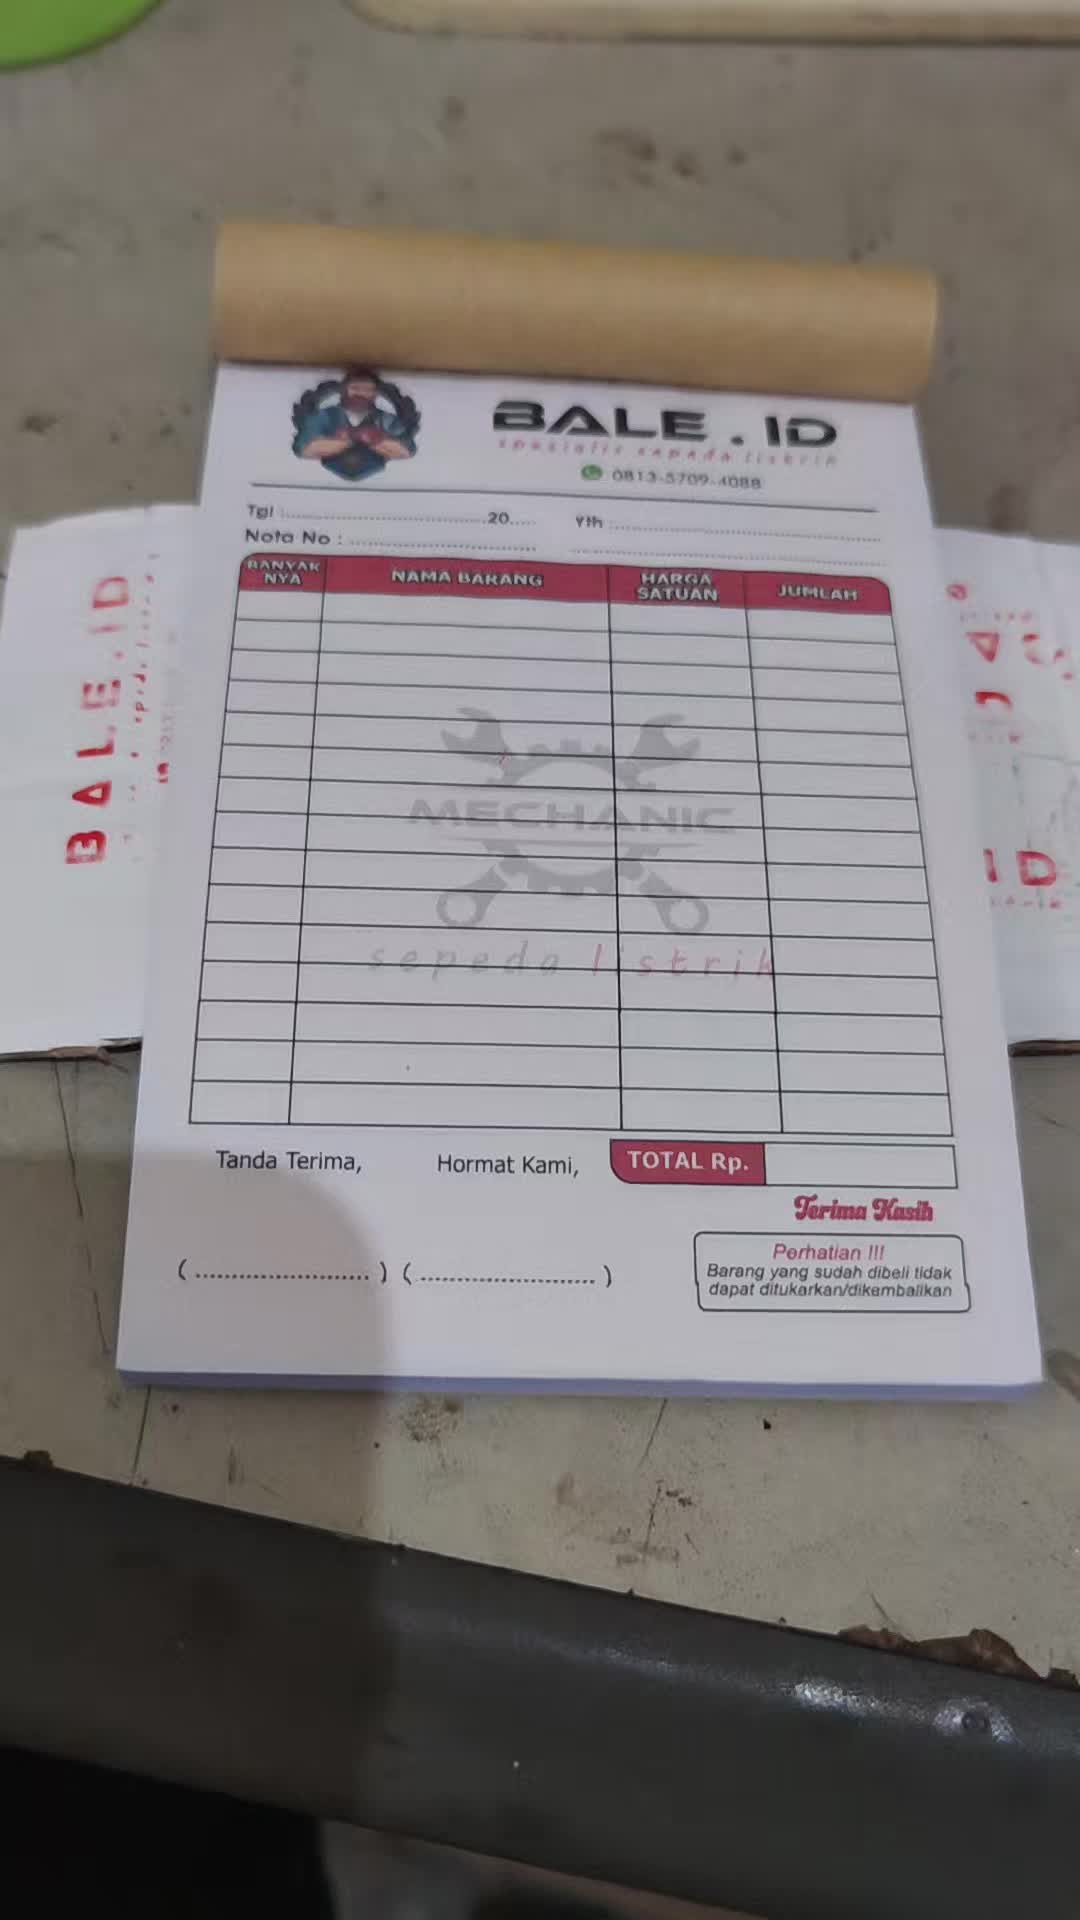 BALE . ID
spesialis sepeda listrik
0813-5709-4088
Tgl :..............................20..... Yth :
Nota No :
BANYAK NYA
NAMA BARANG
HARGA SATUAN
JUMLAH
MECHANIC
sepeda listrik
Tanda Terima,
Hormat Kami,
TOTAL Rp.
Terima Kasih
Perhatian !!!
Barang yang sudah dibeli tidak
dapat ditukarkan/dikembalikan
(..............................) (..............................)
BALE.ID
ID